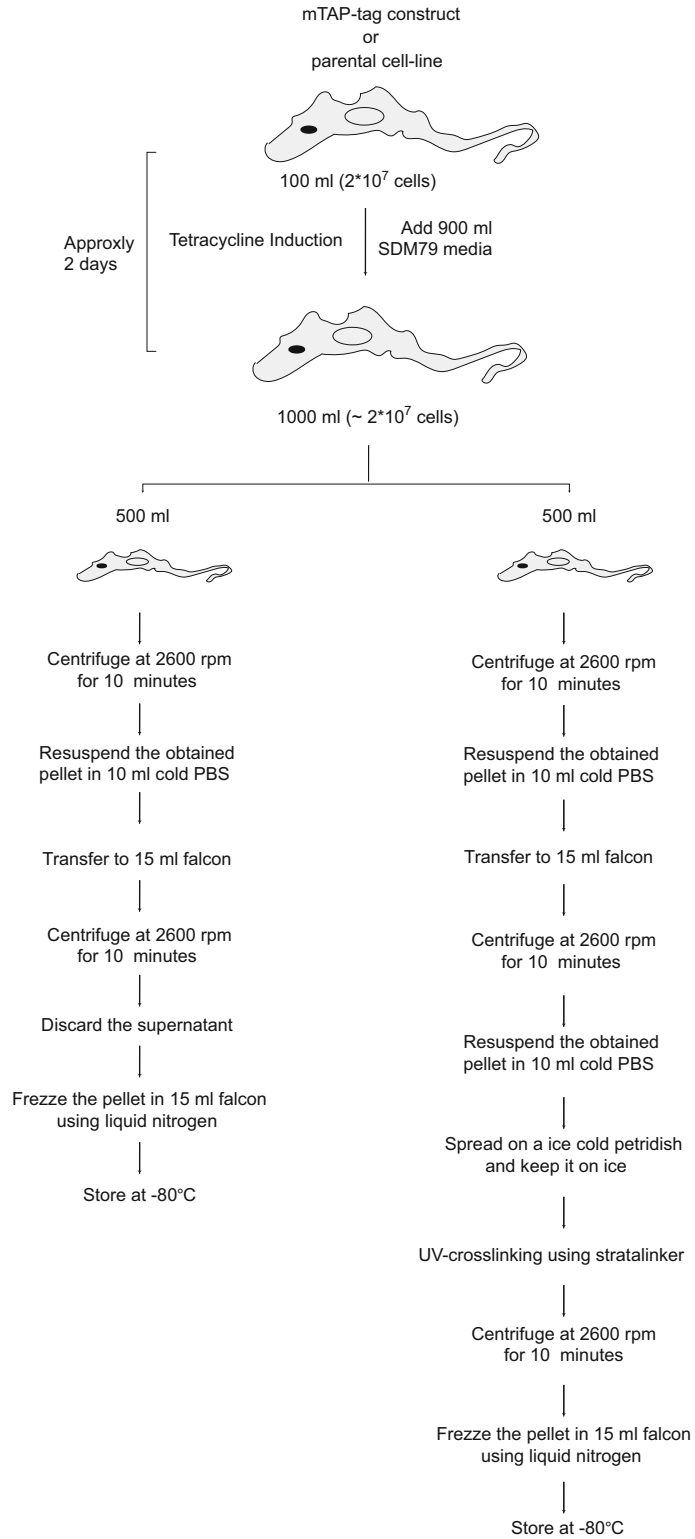 mTAP-tag construct
or
parental cell-line
100 ml (2*10⁷ cells)
Approxly
2 days
Tetracycline Induction
Add 900 ml
SDM79 media
1000 ml (~ 2*10⁷ cells)
500 ml
Centrifuge at 2600 rpm
for 10 minutes
Resuspend the obtained
pellet in 10 ml cold PBS
Transfer to 15 ml falcon
Centrifuge at 2600 rpm
for 10 minutes
Discard the supernatant
Frezze the pellet in 15 ml falcon
using liquid nitrogen
Store at -80°C
500 ml
Centrifuge at 2600 rpm
for 10 minutes
Resuspend the obtained
pellet in 10 ml cold PBS
Transfer to 15 ml falcon
Centrifuge at 2600 rpm
for 10 minutes
Resuspend the obtained
pellet in 10 ml cold PBS
Spread on a ice cold petridish
and keep it on ice
UV-crosslinking using stratalinker
Centrifuge at 2600 rpm
for 10 minutes
Frezze the pellet in 15 ml falcon
using liquid nitrogen
Store at -80°C